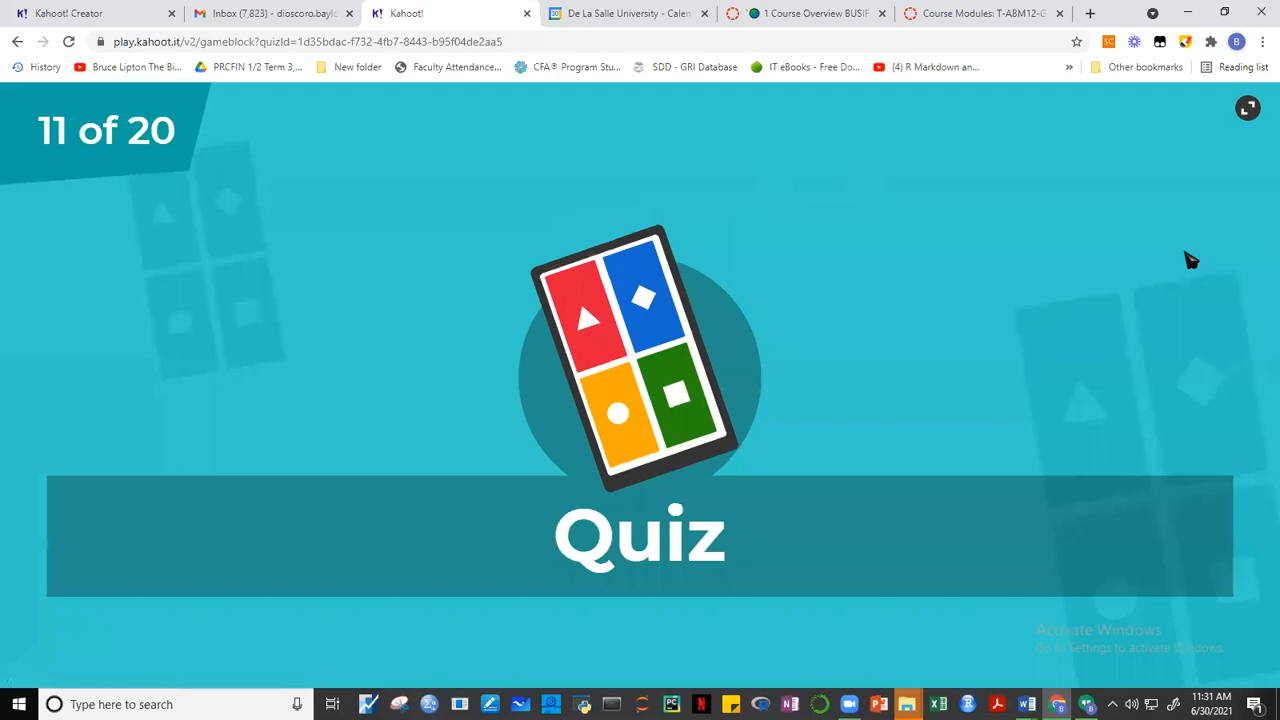 Kahoot! Creator
Inbox (7,823) - discoro.baylo
Kahoot!
De La Salle University - Calen
1 Course Overview BUSIF
Course Modules: T-ABM12-G
play.kahoot.it/v2/gameblock?quizId=1d35bdac-f732-4fb7-8443-b95f04de2aa5
SC
B
History
Bruce Lipton The Bi...
PRCFIN 1/2 Term 3,...
New folder
Faculty Attendance...
CFA® Program Stu...
SDD - GRI Database
IT eBooks - Free Do...
(4) R Markdown an...
»
Other bookmarks
Reading list
11 of 20
Quiz
Activate Windows
Go to Settings to activate Windows.
Type here to search
11:31 AM
6/30/2021